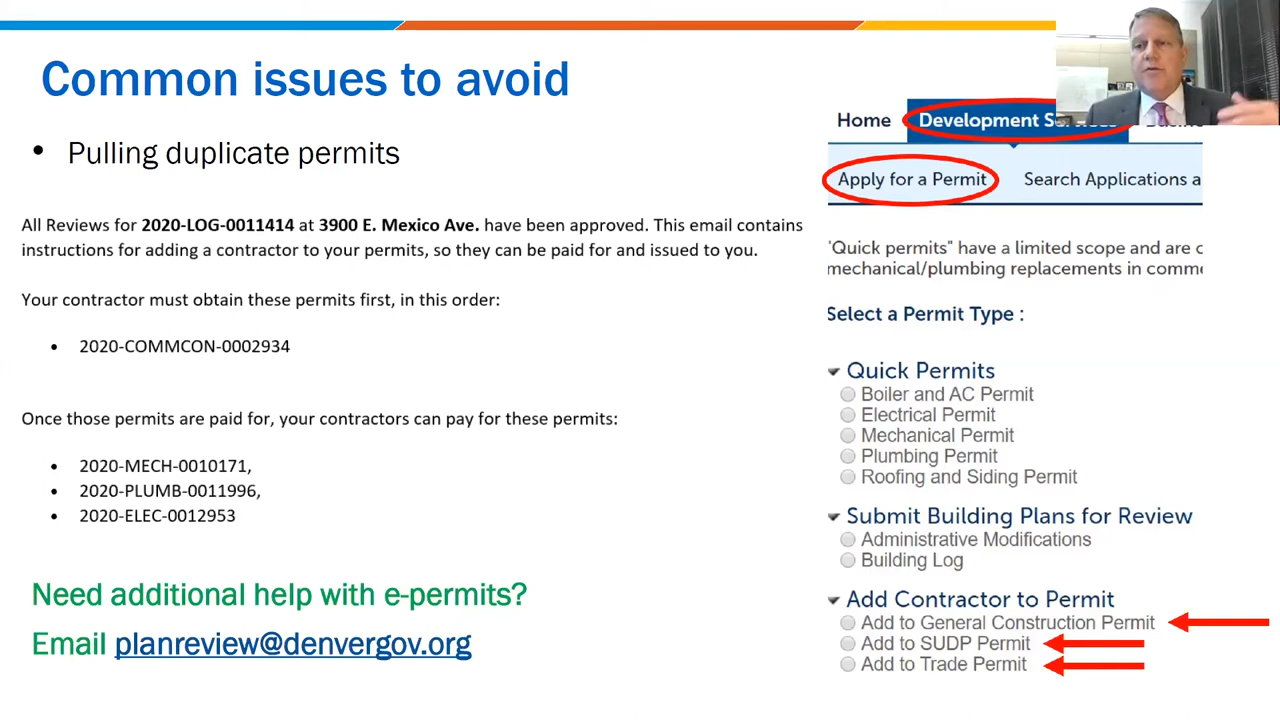 Common issues to avoid
• Pulling duplicate permits
All Reviews for 2020-LOG-0011414 at 3900 E. Mexico Ave. have been approved. This email contains
instructions for adding a contractor to your permits, so they can be paid for and issued to you.
Your contractor must obtain these permits first, in this order:
• 2020-COMMCON-0002934
Once those permits are paid for, your contractors can pay for these permits:
• 2020-MECH-0010171,
• 2020-PLUMB-0011996,
• 2020-ELEC-0012953
Need additional help with e-permits?
Email planreview@denvergov.org
Home Development
Apply for a Permit Search Applications a
"Quick permits" have a limited scope and are c
mechanical/plumbing replacements in comme
Select a Permit Type :
Quick Permits
Boiler and AC Permit
Electrical Permit
Mechanical Permit
Plumbing Permit
Roofing and Siding Permit
Submit Building Plans for Review
Administrative Modifications
Building Log
Add Contractor to Permit
Add to General Construction Permit
Add to SUDP Permit
Add to Trade Permit